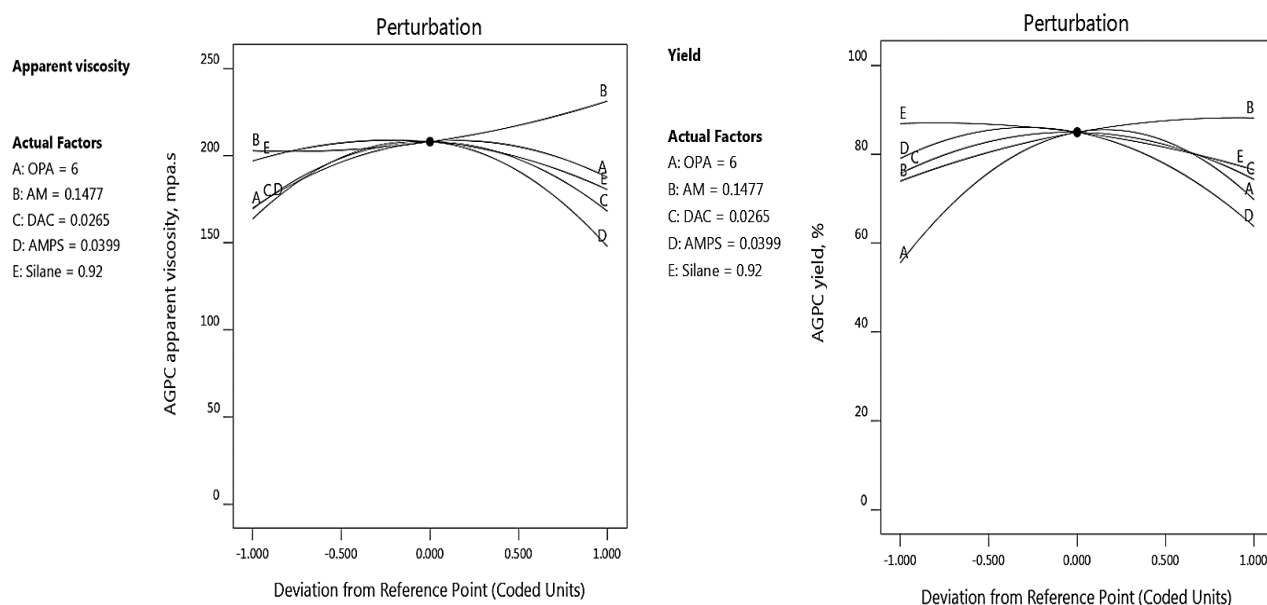 Perturbation
Apparent viscosity
Actual Factors
A: OPA = 6
B: AM = 0.1477
C: DAC = 0.0265
D: AMPS = 0.0399
E: Silane = 0.92
AGPC apparent viscosity, mpa.s
250
200
150
100
50
0
B
E
A
C
D
B
A
E
C
D
-1.000
-0.500
0.000
0.500
1.000
Deviation from Reference Point (Coded Units)
Perturbation
Yield
Actual Factors
A: OPA = 6
B: AM = 0.1477
C: DAC = 0.0265
D: AMPS = 0.0399
E: Silane = 0.92
AGPC yield, %
100
80
60
40
20
0
E
D
C
B
A
B
E
C
A
D
-1.000
-0.500
0.000
0.500
1.000
Deviation from Reference Point (Coded Units)